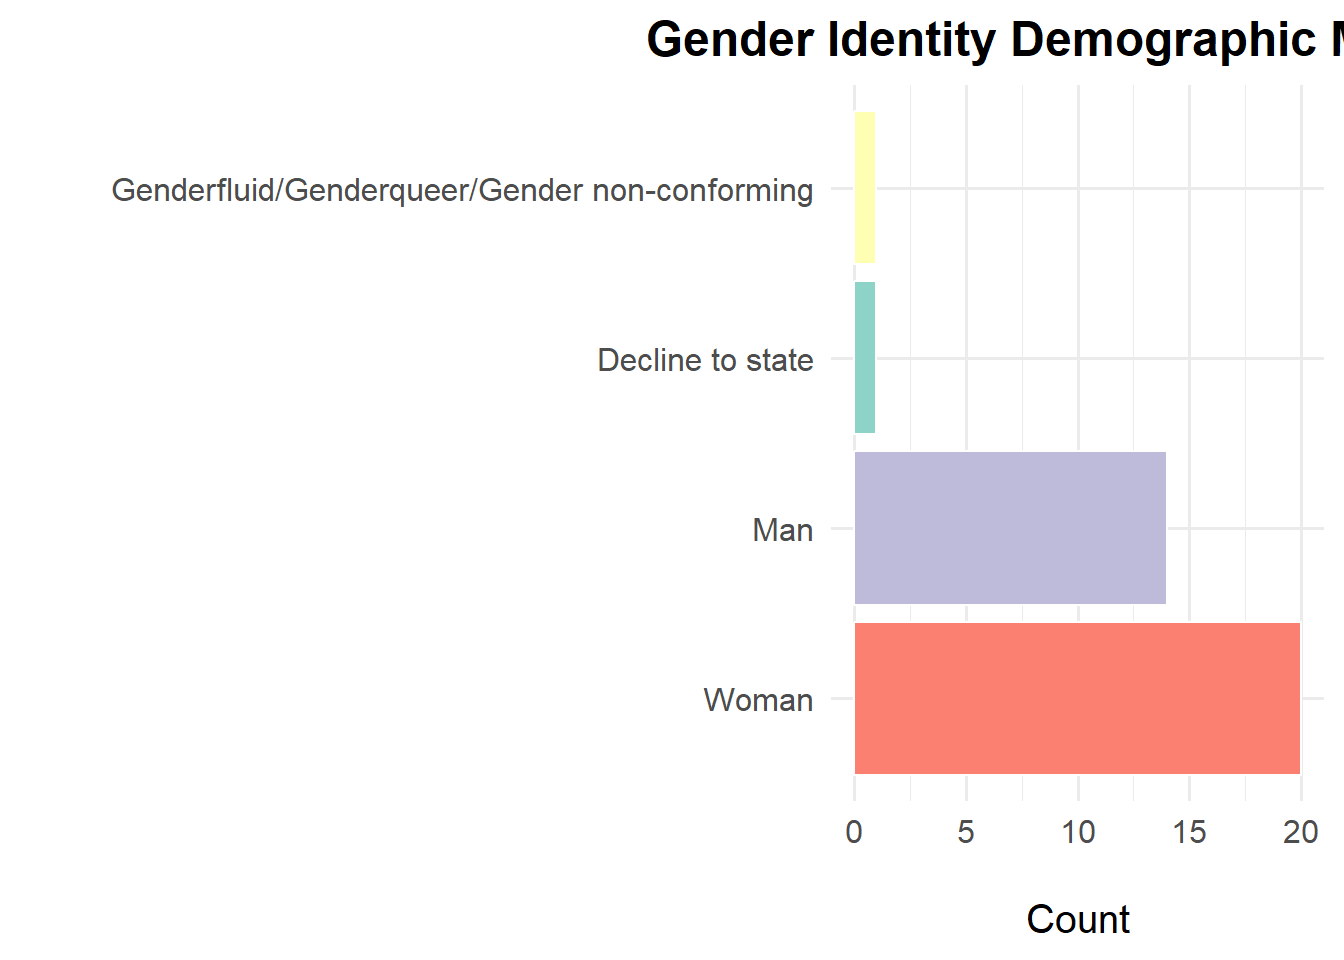 Gender Identity Demographic
Genderfluid/Genderqueer/Gender non-conforming
Decline to state
Man
Woman
0 5 10 15 20
Count